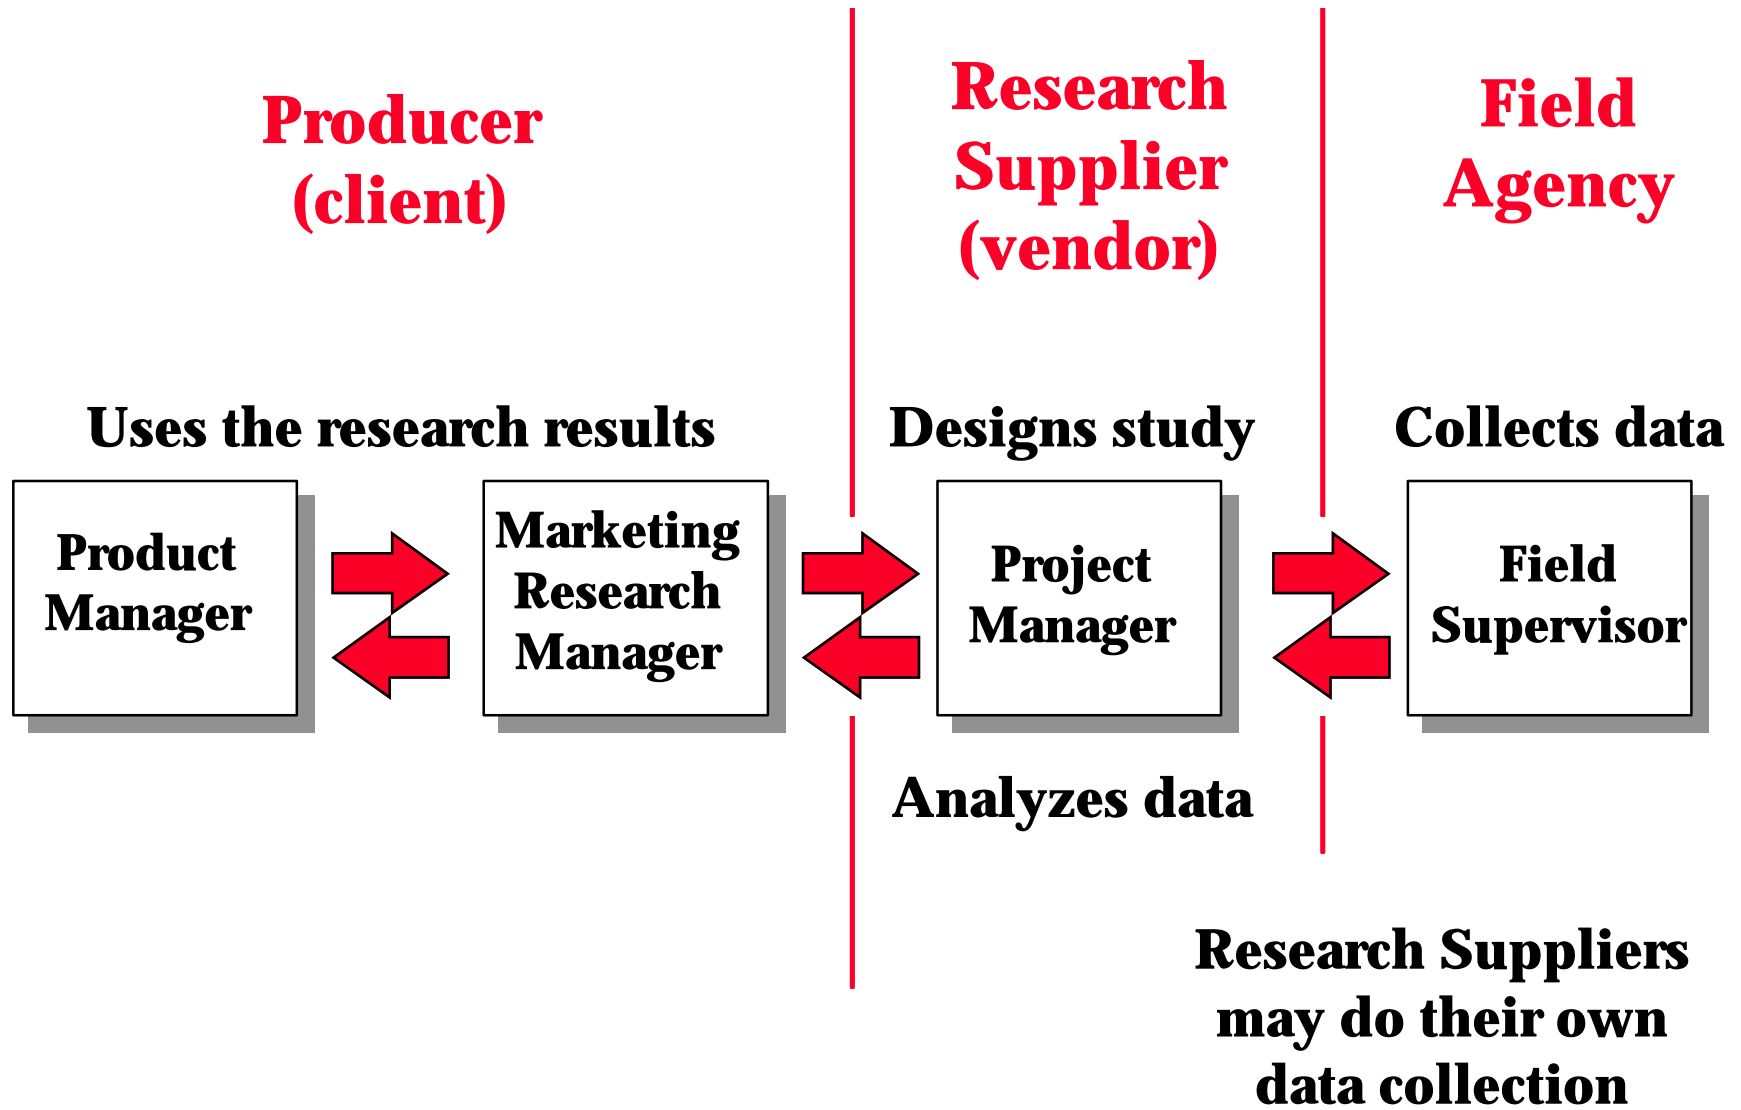 Producer
(client)
Research
Supplier
(vendor)
Field
Agency
Uses the research results
Designs study
Collects data
Product
Manager
Marketing
Research
Manager
Project
Manager
Field
Supervisor
Analyzes data
Research Suppliers
may do their own
data collection